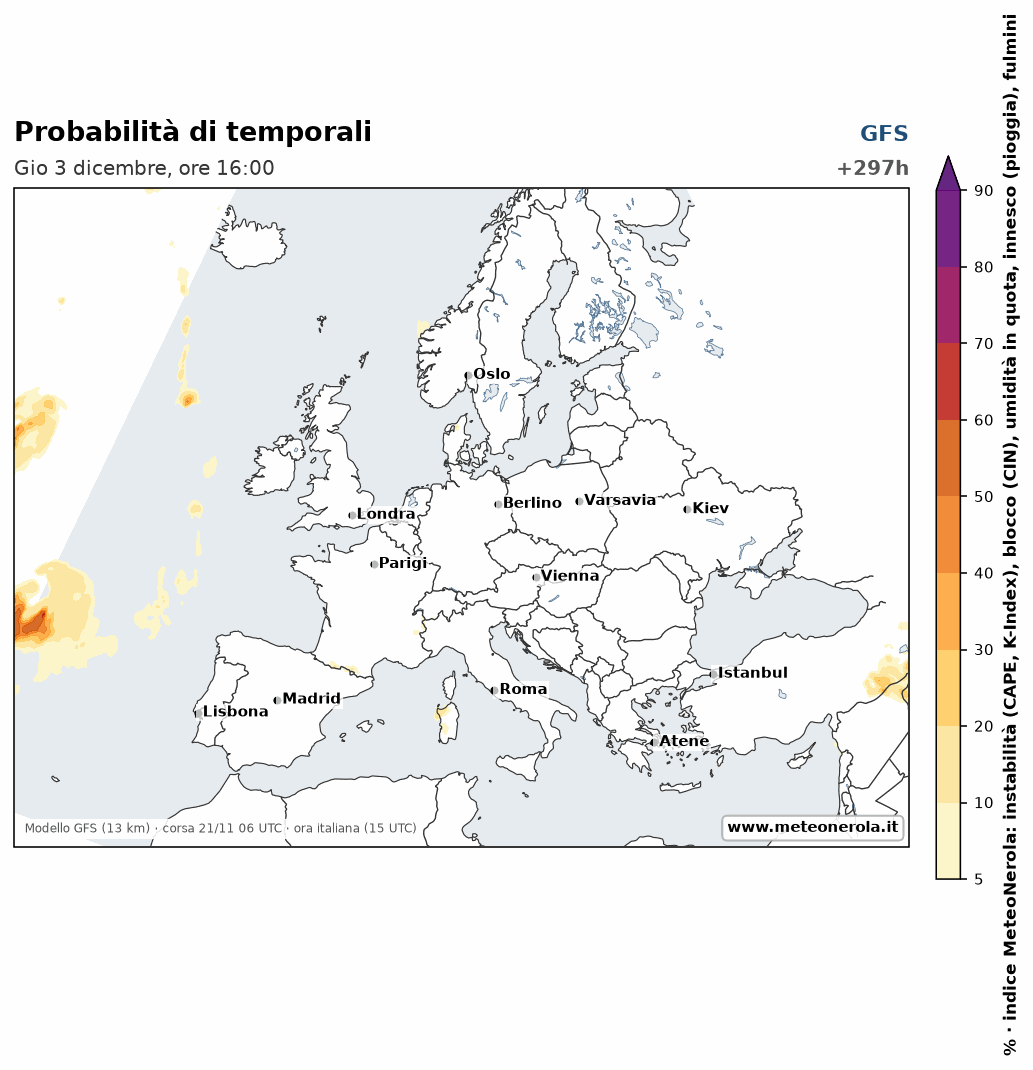 Probabilità di temporali
GFS
Gio 3 dicembre, ore 16:00
+297h
Oslo
Berlino
Varsavia
Kiev
Londra
Parigi
Vienna
Istanbul
Roma
Madrid
Lisbona
Atene
Modello GFS (13 km) · corsa 21/11 06 UTC · ora italiana (15 UTC)
www.meteonerola.it
90
80
70
60
50
40
30
20
10
5
% · indice MeteoNerola: instabilità (CAPE, K-Index), blocco (CIN), umidità in quota, innesco (pioggia), fulmini